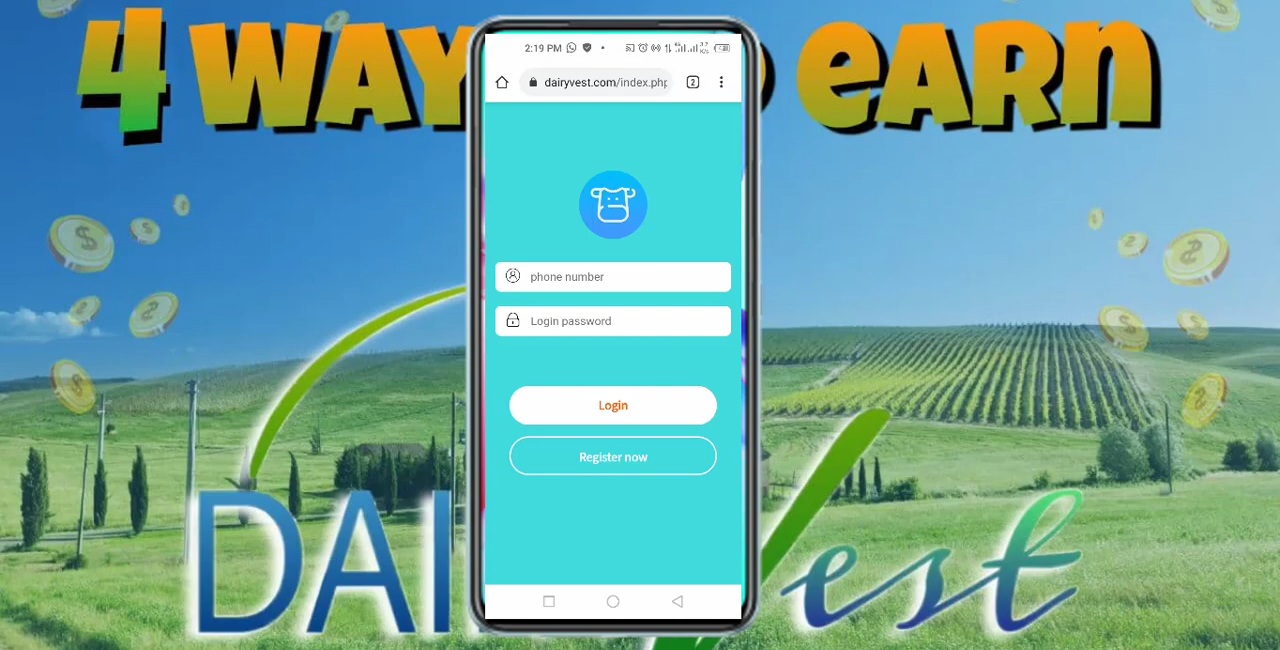 4 WAY EARN
2:19 PM
dairyvest.com/index.php
2
phone number
Login password
Login
Register now
DAI Vest